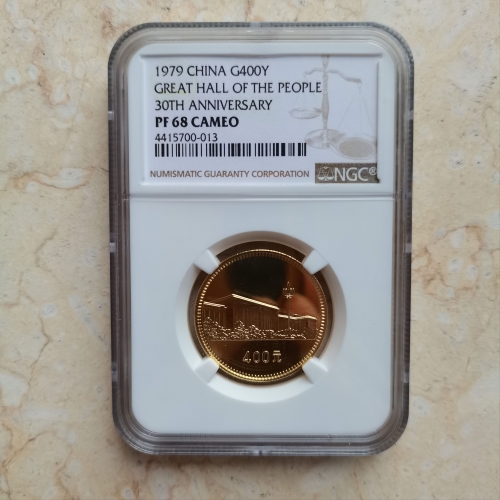 1979 CHINA G400Y
GREAT HALL OF THE PEOPLE
30TH ANNIVERSARY
PF 68 CAMEO
4415700-013
NUMISMATIC GUARANTY CORPORATION
NGC®
400元